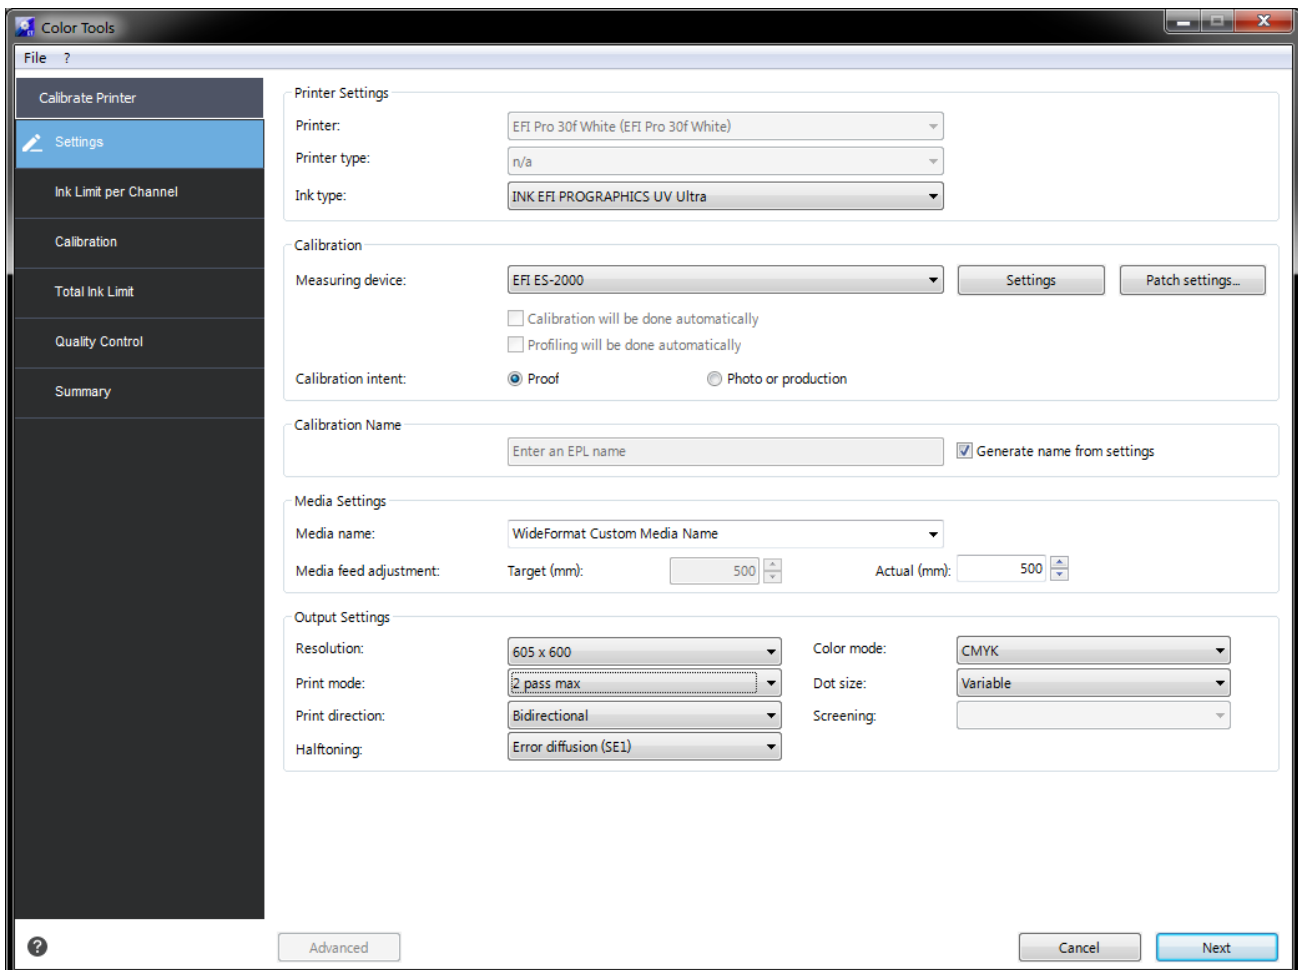 Color Tools
File ?
Calibrate Printer
Settings
Ink Limit per Channel
Calibration
Total Ink Limit
Quality Control
Summary
Printer Settings
Printer: EFI Pro 30f White (EFI Pro 30f White)
Printer type: n/a
Ink type: INK EFI PROGRAPHICS UV Ultra
Calibration
Measuring device: EFI ES-2000 Settings Patch settings...
Calibration will be done automatically
Profiling will be done automatically
Calibration intent: Proof Photo or production
Calibration Name
Enter an EPL name Generate name from settings
Media Settings
Media name: WideFormat Custom Media Name
Media feed adjustment: Target (mm): 500 Actual (mm): 500
Output Settings
Resolution: 605 x 600 Color mode: CMYK
Print mode: 2 pass max Dot size: Variable
Print direction: Bidirectional Screening:
Halftoning: Error diffusion (SE1)
? Advanced Cancel Next